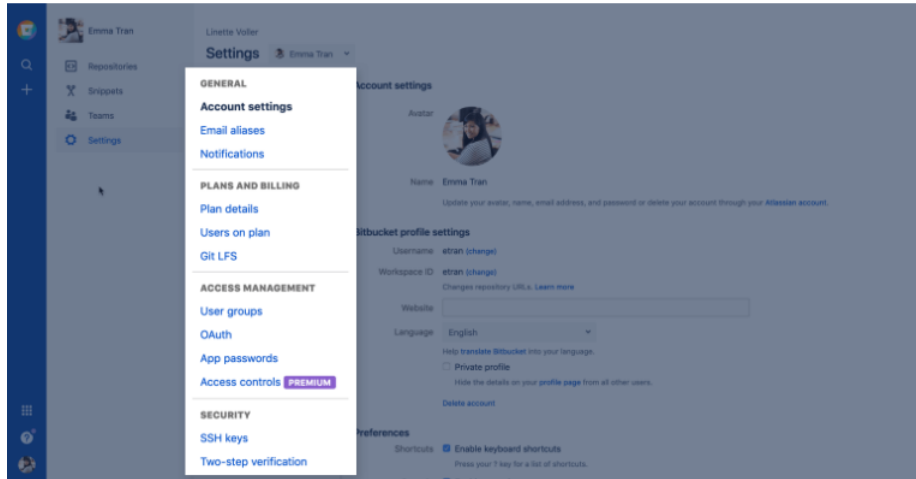 Emma Tran
Repositories
Snippets
Teams
Settings
Linette Voller
Settings Emma Tran
GENERAL
Account settings
Email aliases
Notifications
PLANS AND BILLING
Plan details
Users on plan
Git LFS
ACCESS MANAGEMENT
User groups
OAuth
App passwords
Access controls PREMIUM
SECURITY
SSH keys
Two-step verification
Account settings
Avatar
Name Emma Tran
Update your avatar, name, email address, and password or delete your account through your Atlassian account.
Bitbucket profile settings
Username etran (change)
Workspace ID etran (change)
Changes repository URLs. Learn more
Website
Language English
Help translate Bitbucket into your language.
Private profile
Hide the details on your profile page from all other users.
Delete account
Preferences
Shortcuts Enable keyboard shortcuts
Press your ? key for a list of shortcuts.